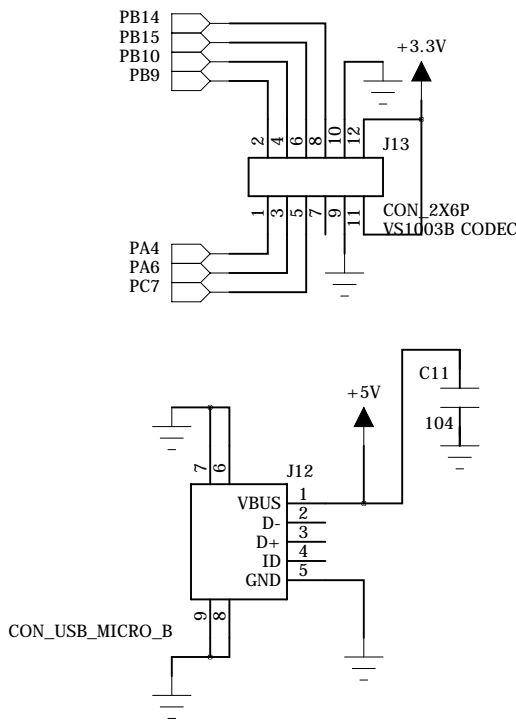 PB14
PB15
PB10
PB9
+3.3V
2
4
6
8
10
12
J13
1
3
5
7
9
11
CON_2X6P
VS1003B CODEC
PA4
PA6
PC7
C11
104
+5V
7
6
J12
VBUS 1
D- 2
D+ 3
ID 4
GND 5
9
8
CON_USB_MICRO_B